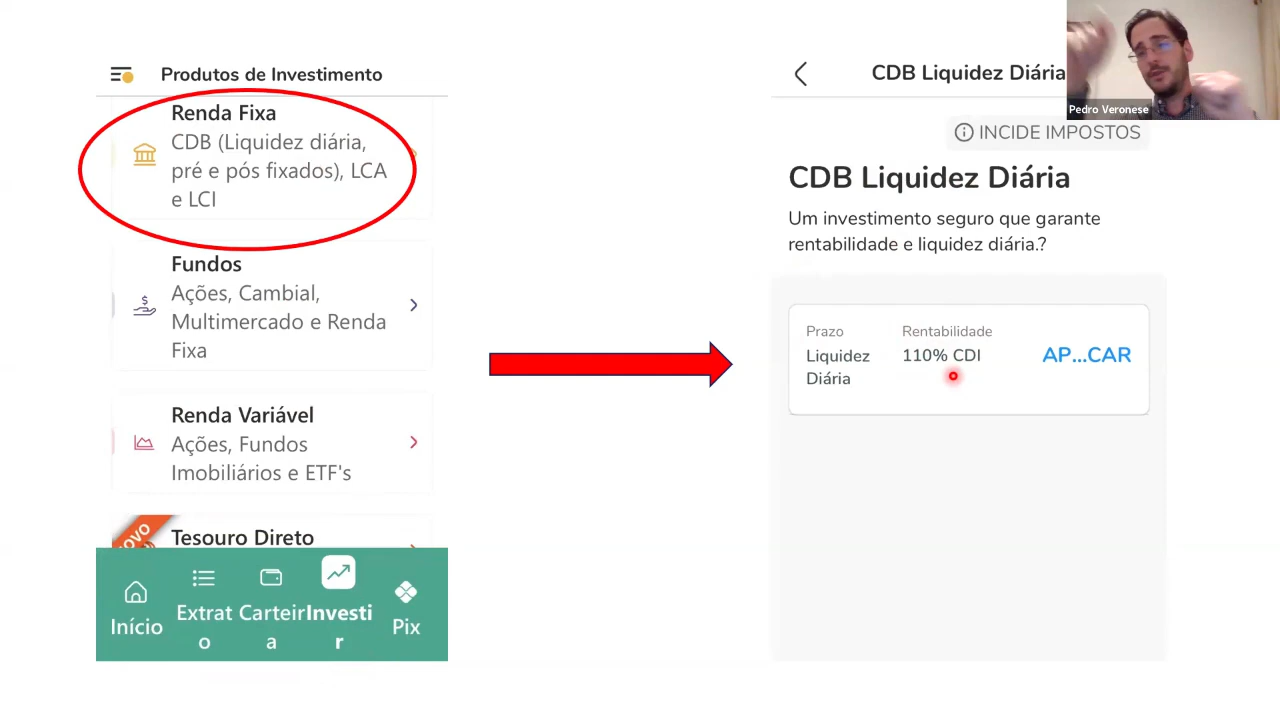 Produtos de Investimento
Renda Fixa
CDB (Liquidez diária,
pré e pós fixados), LCA
e LCI
Fundos
Ações, Cambial,
Multimercado e Renda
Fixa
Renda Variável
Ações, Fundos
Imobiliários e ETF's
NOVO
Tesouro Direto
Início
Extrat
o
Carteir
a
Investi
r
Pix
CDB Liquidez Diária
Pedro Veronese
INCIDE IMPOSTOS
CDB Liquidez Diária
Um investimento seguro que garante
rentabilidade e liquidez diária.?
Prazo
Liquidez
Diária
Rentabilidade
110% CDI
AP...CAR